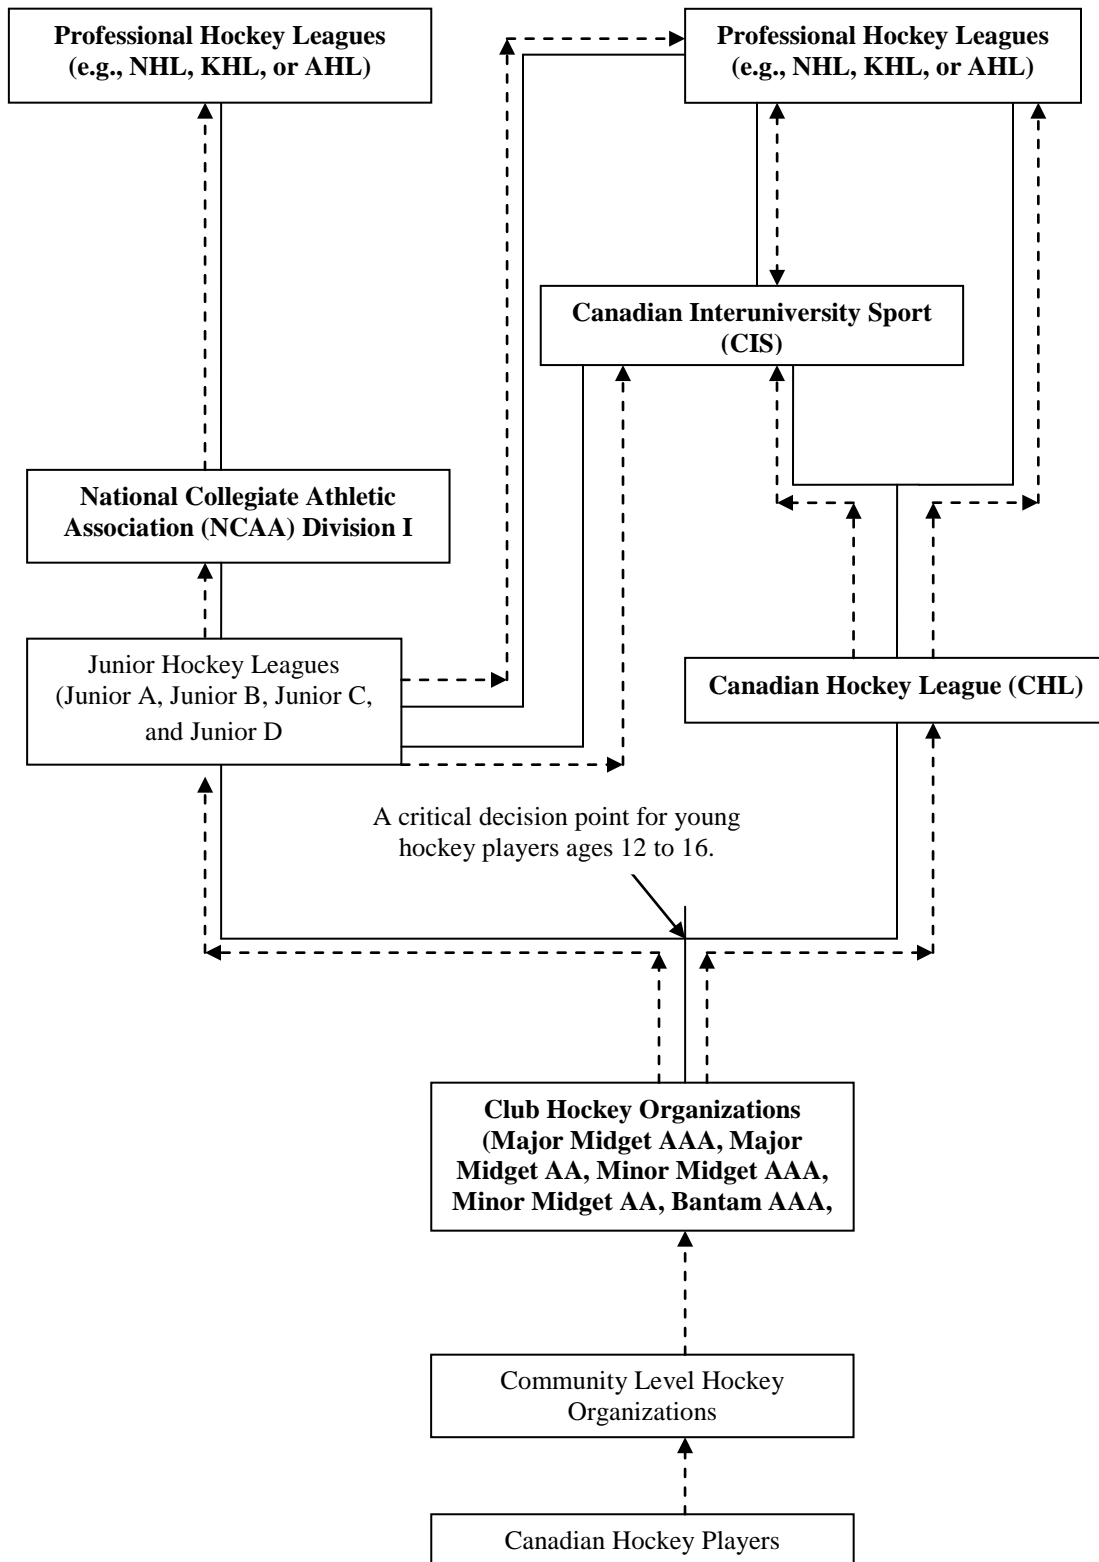 Professional Hockey Leagues
(e.g., NHL, KHL, or AHL)
Professional Hockey Leagues
(e.g., NHL, KHL, or AHL)
Canadian Interuniversity Sport
(CIS)
National Collegiate Athletic
Association (NCAA) Division I
Junior Hockey Leagues
(Junior A, Junior B, Junior C,
and Junior D
Canadian Hockey League (CHL)
A critical decision point for young
hockey players ages 12 to 16.
Club Hockey Organizations
(Major Midget AAA, Major
Midget AA, Minor Midget AAA,
Minor Midget AA, Bantam AAA,
Community Level Hockey
Organizations
Canadian Hockey Players